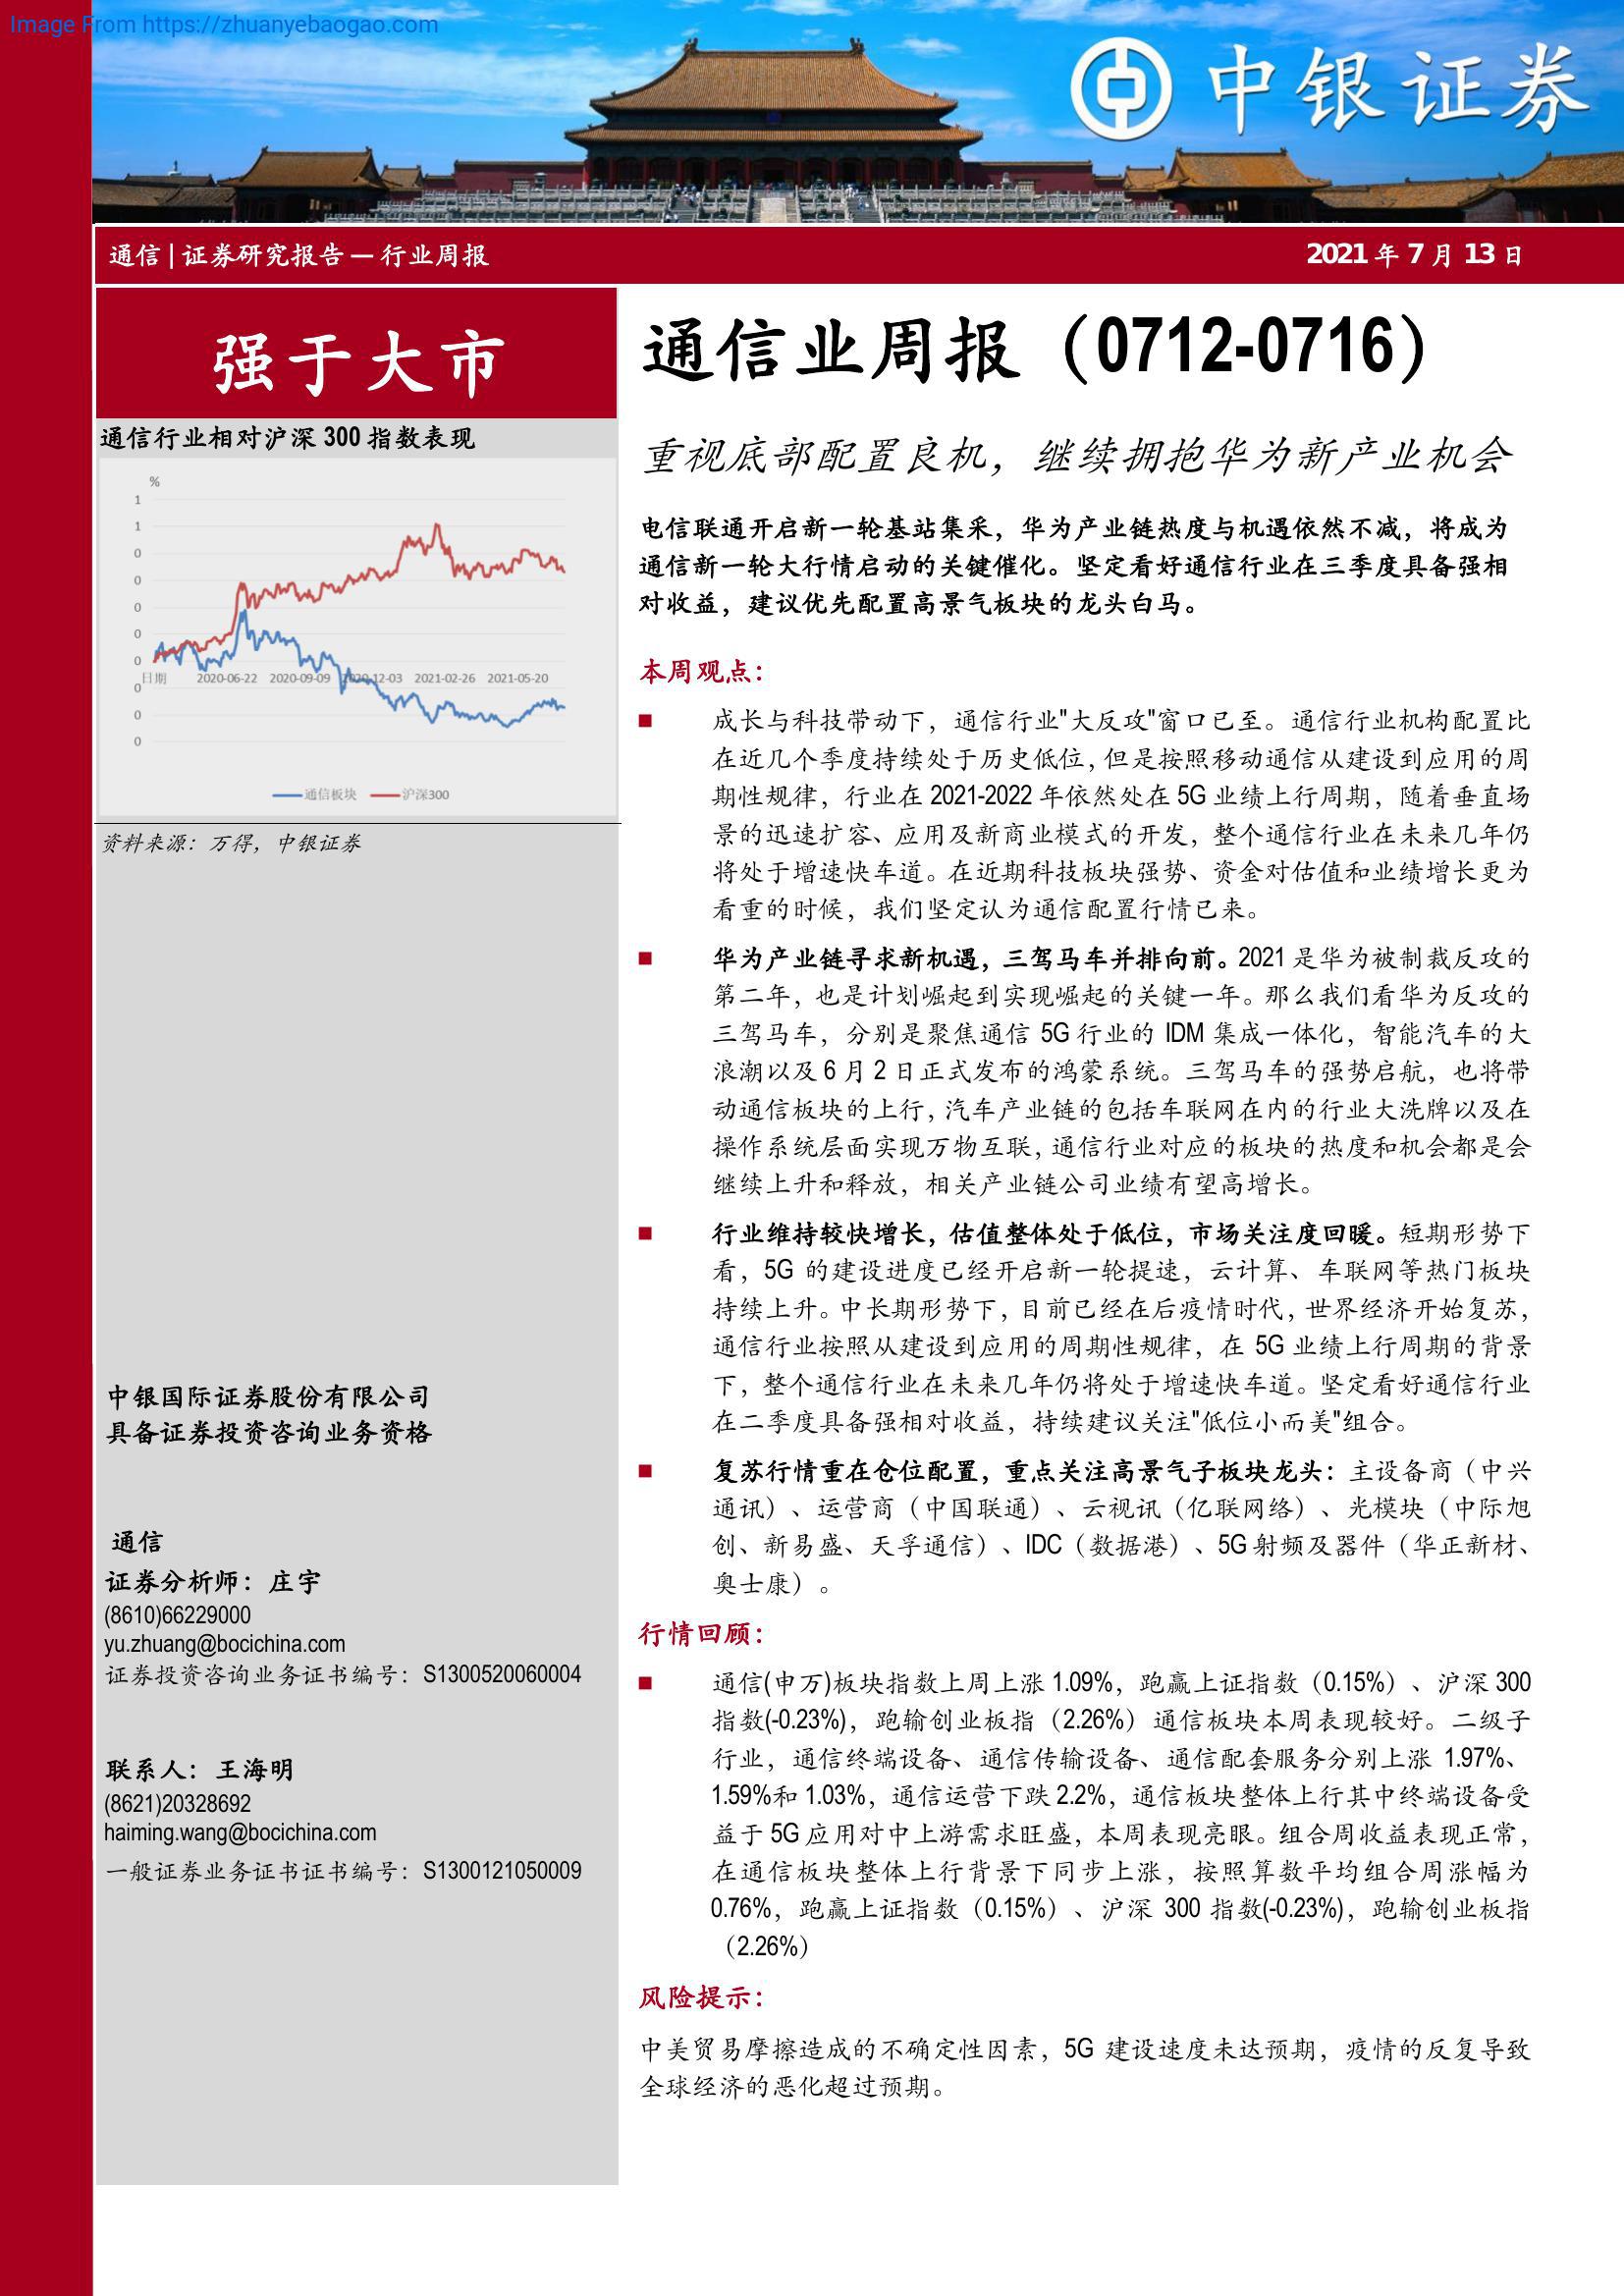 Image From https://zhuanyebaogao.com
中银证券
通信 | 证券研究报告 — 行业周报
2021 年 7 月 13 日
强于大市
通信行业相对沪深 300 指数表现
%
1
1
0
0
0
0
0
0
0
0
日期 2020-06-22 2020-09-09 2020-12-03 2021-02-26 2021-05-20
通信板块 沪深300
资料来源：万得，中银证券
中银国际证券股份有限公司
具备证券投资咨询业务资格
通信
证券分析师：庄宇
(8610)66229000
yu.zhuang@bocichina.com
证券投资咨询业务证书编号：S1300520060004
联系人：王海明
(8621)20328692
haiming.wang@bocichina.com
一般证券业务证书证书编号：S1300121050009
通信业周报（0712-0716）
重视底部配置良机，继续拥抱华为新产业机会
电信联通开启新一轮基站集采，华为产业链热度与机遇依然不减，将成为
通信新一轮大行情启动的关键催化。坚定看好通信行业在三季度具备强相
对收益，建议优先配置高景气板块的龙头白马。
本周观点：
■ 成长与科技带动下，通信行业"大反攻"窗口已至。通信行业机构配置比
在近几个季度持续处于历史低位，但是按照移动通信从建设到应用的周
期性规律，行业在 2021-2022 年依然处在 5G 业绩上行周期，随着垂直场
景的迅速扩容、应用及新商业模式的开发，整个通信行业在未来几年仍
将处于增速快车道。在近期科技板块强势、资金对估值和业绩增长更为
看重的时候，我们坚定认为通信配置行情已来。
■ 华为产业链寻求新机遇，三驾马车并排向前。2021 是华为被制裁反攻的
第二年，也是计划崛起到实现崛起的关键一年。那么我们看华为反攻的
三驾马车，分别是聚焦通信 5G 行业的 IDM 集成一体化，智能汽车的大
浪潮以及 6 月 2 日正式发布的鸿蒙系统。三驾马车的强势启航，也将带
动通信板块的上行，汽车产业链的包括车联网在内的行业大洗牌以及在
操作系统层面实现万物互联，通信行业对应的板块的热度和机会都是会
继续上升和释放，相关产业链公司业绩有望高增长。
■ 行业维持较快增长，估值整体处于低位，市场关注度回暖。短期形势下
看，5G 的建设进度已经开启新一轮提速，云计算、车联网等热门板块
持续上升。中长期形势下，目前已经在后疫情时代，世界经济开始复苏，
通信行业按照从建设到应用的周期性规律，在 5G 业绩上行周期的背景
下，整个通信行业在未来几年仍将处于增速快车道。坚定看好通信行业
在二季度具备强相对收益，持续建议关注"低位小而美"组合。
■ 复苏行情重在仓位配置，重点关注高景气子板块龙头：主设备商（中兴
通讯）、运营商（中国联通）、云视讯（亿联网络）、光模块（中际旭
创、新易盛、天孚通信）、IDC（数据港）、5G 射频及器件（华正新材、
奥士康）。
行情回顾：
■ 通信(申万)板块指数上周上涨 1.09%，跑赢上证指数（0.15%）、沪深 300
指数(-0.23%)，跑输创业板指（2.26%）通信板块本周表现较好。二级子
行业，通信终端设备、通信传输设备、通信配套服务分别上涨 1.97%、
1.59%和 1.03%，通信运营下跌 2.2%，通信板块整体上行其中终端设备受
益于 5G 应用对中上游需求旺盛，本周表现亮眼。组合周收益表现正常，
在通信板块整体上行背景下同步上涨，按照算数平均组合周涨幅为
0.76%，跑赢上证指数（0.15%）、沪深 300 指数(-0.23%)，跑输创业板指
（2.26%）
风险提示：
中美贸易摩擦造成的不确定性因素，5G 建设速度未达预期，疫情的反复导致
全球经济的恶化超过预期。